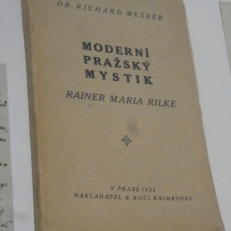 DR. RICHARD MESSER
MODERNÍ
PRAŽSKÝ
MYSTIK
RAINER MARIA RILKE
V PRAZE 1923
NAKLADATEL B. KOČÍ, KNIHKUPEC